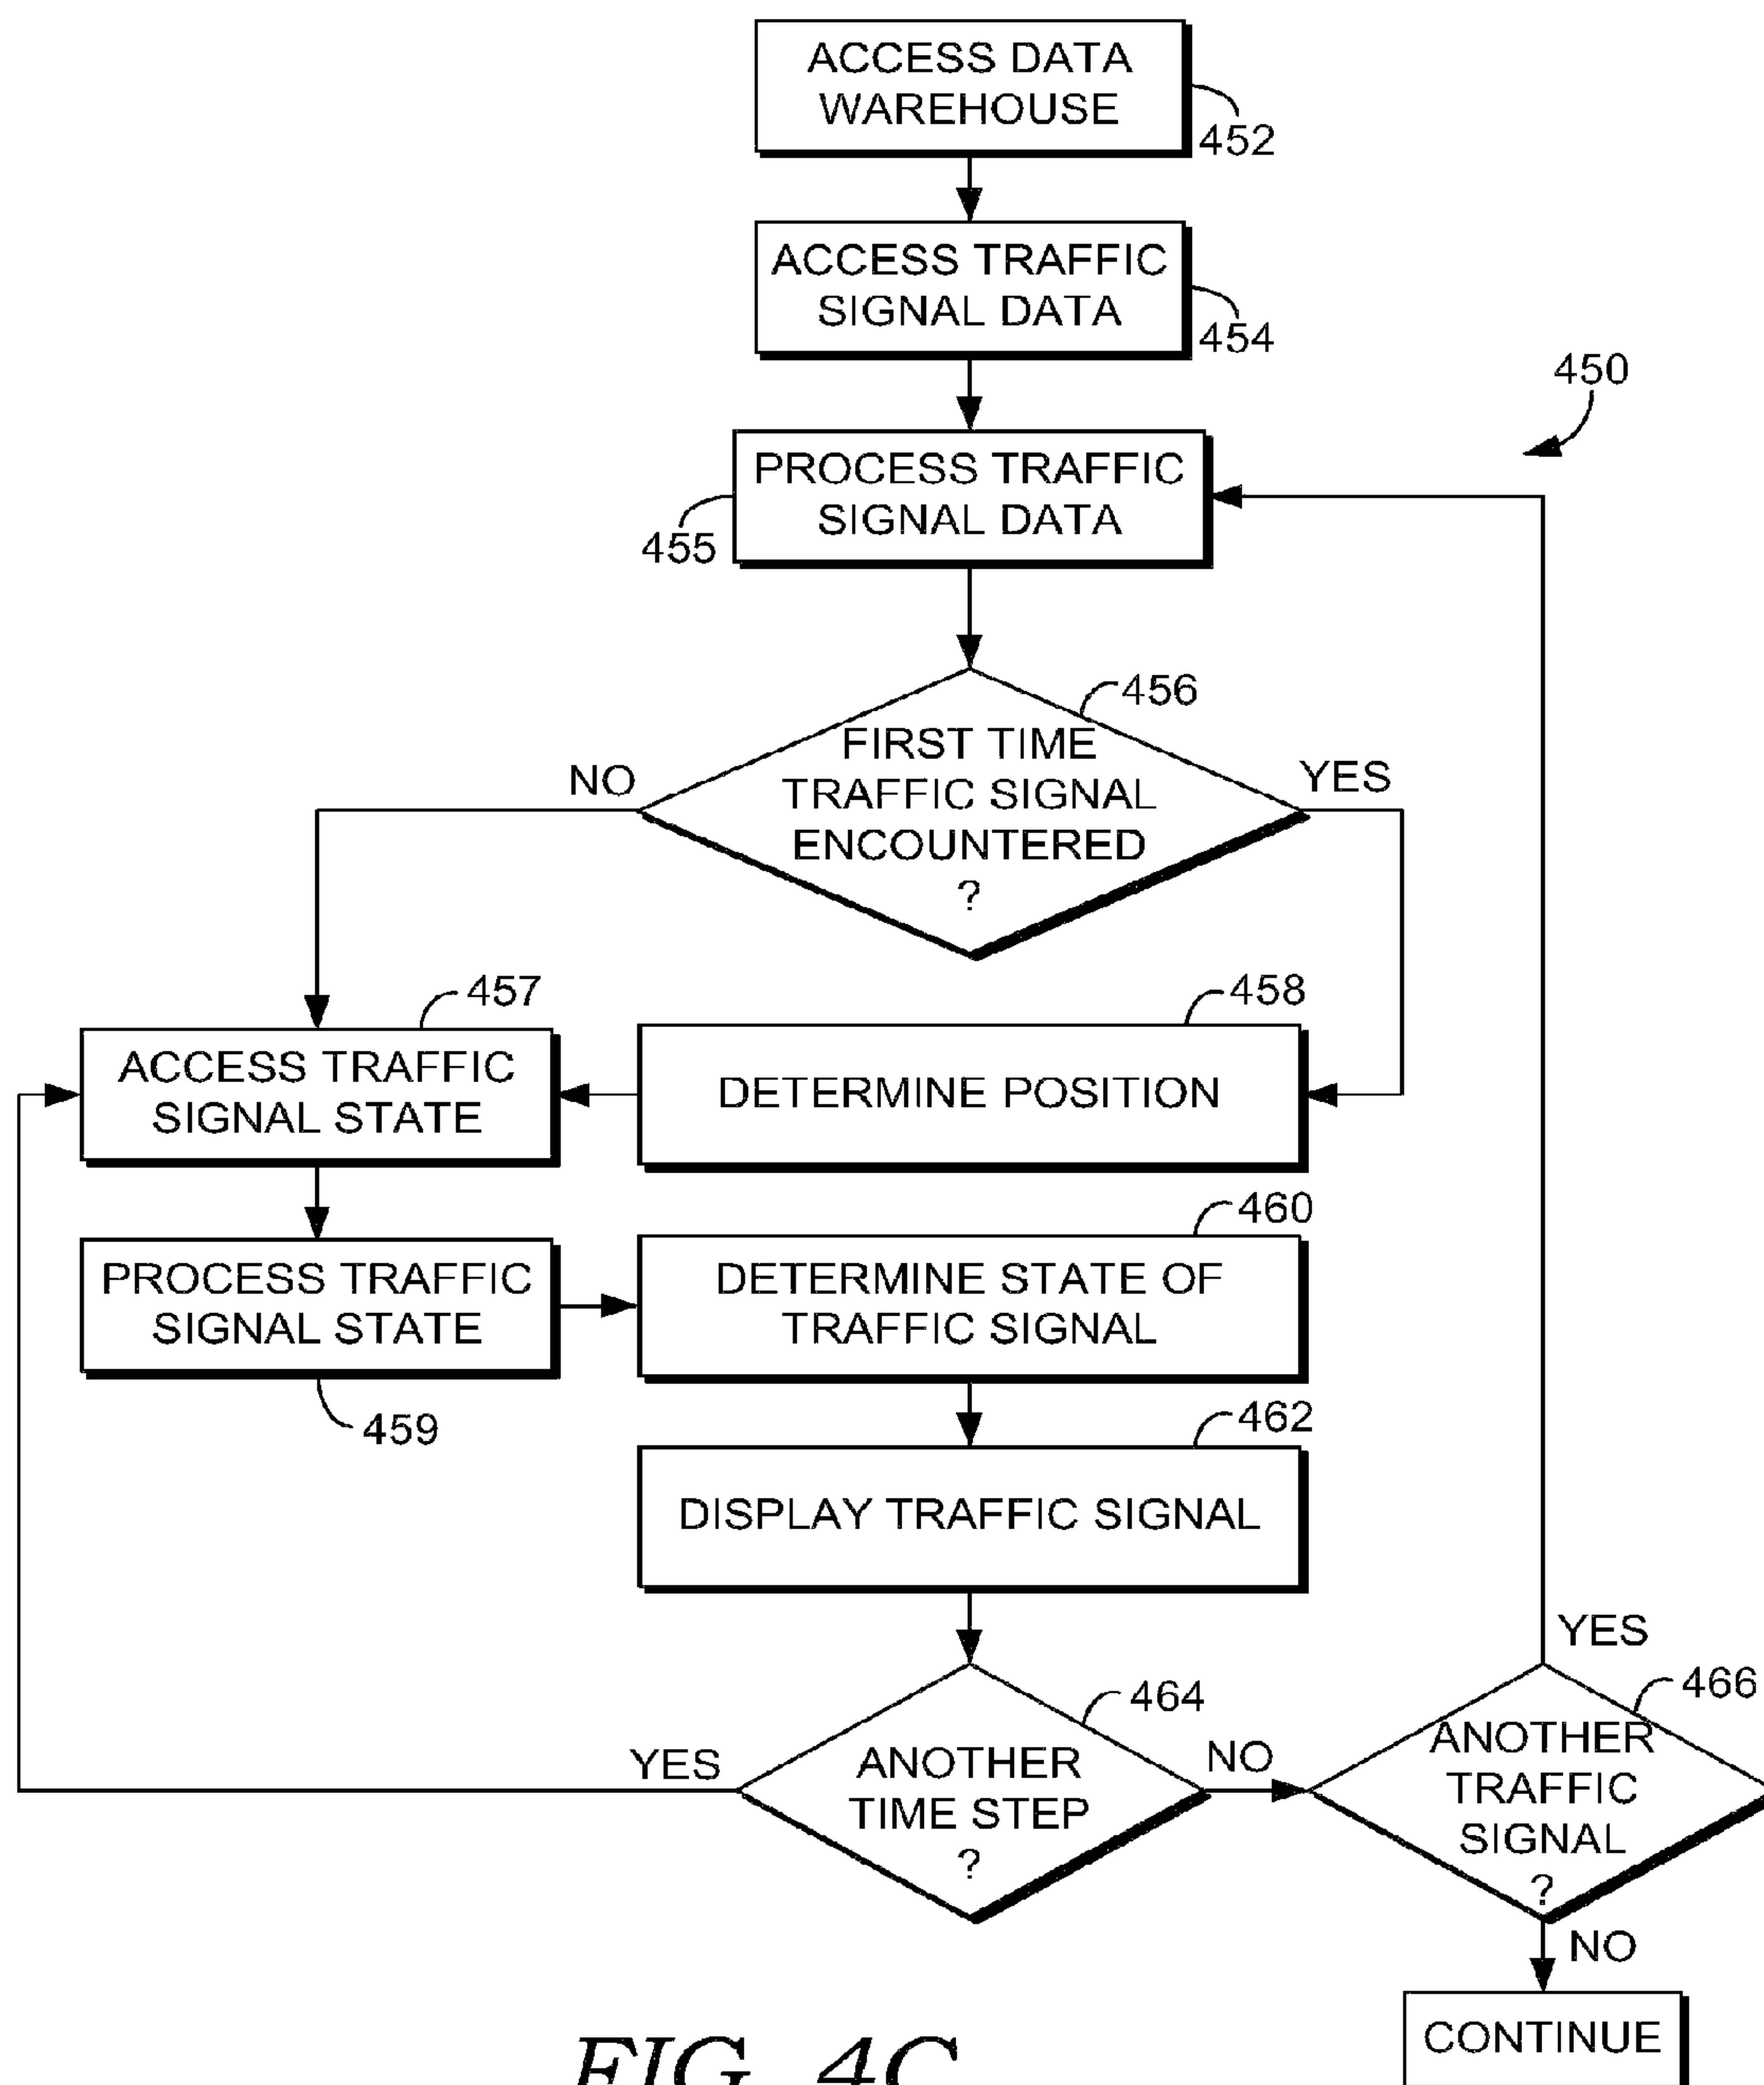 ACCESS DATA
WAREHOUSE
452
ACCESS TRAFFIC
SIGNAL DATA
454
450
PROCESS TRAFFIC
SIGNAL DATA
455
456
FIRST TIME
TRAFFIC SIGNAL
ENCOUNTERED
?
NO
YES
457
ACCESS TRAFFIC
SIGNAL STATE
458
DETERMINE POSITION
PROCESS TRAFFIC
SIGNAL STATE
459
460
DETERMINE STATE OF
TRAFFIC SIGNAL
462
DISPLAY TRAFFIC SIGNAL
464
YES
ANOTHER
TIME STEP
?
NO
YES
466
ANOTHER
TRAFFIC
SIGNAL
?
NO
CONTINUE
FIG. 4C